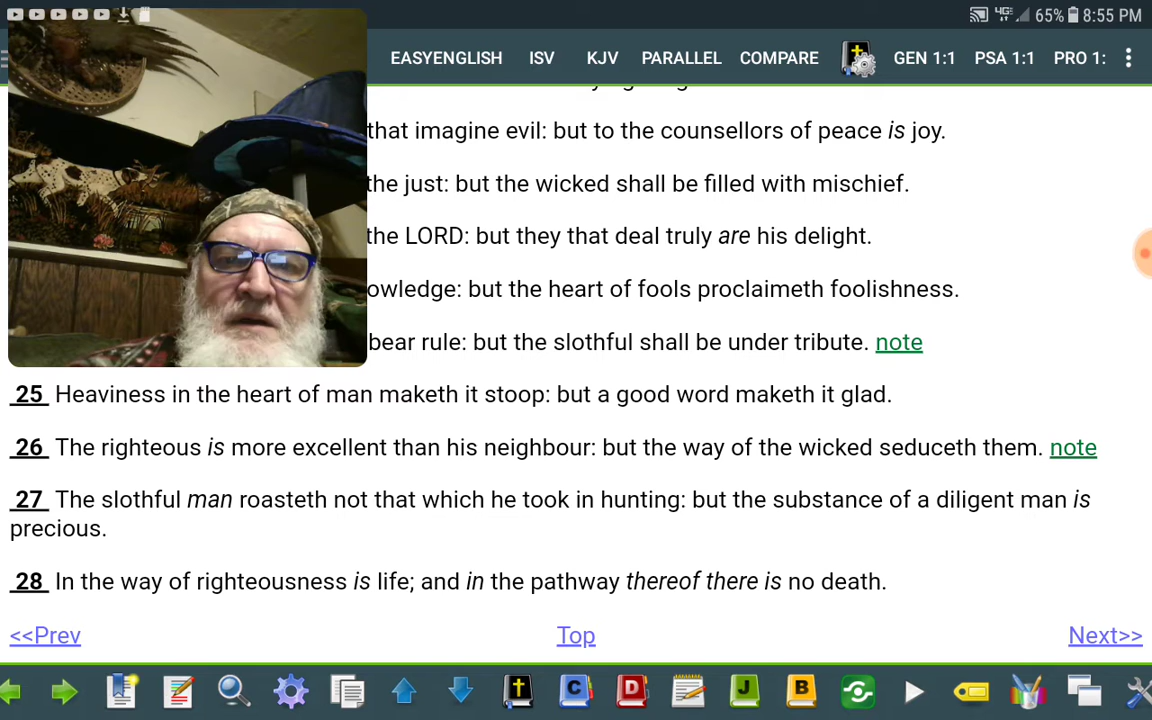 4GE 65% 8:55 PM
EASYENGLISH ISV KJV PARALLEL COMPARE GEN 1:1 PSA 1:1 PRO 1:
that imagine evil: but to the counsellors of peace is joy.
the just: but the wicked shall be filled with mischief.
the LORD: but they that deal truly are his delight.
owledge: but the heart of fools proclaimeth foolishness.
bear rule: but the slothful shall be under tribute. note
25 Heaviness in the heart of man maketh it stoop: but a good word maketh it glad.
26 The righteous is more excellent than his neighbour: but the way of the wicked seduceth them. note
27 The slothful man roasteth not that which he took in hunting: but the substance of a diligent man is
precious.
28 In the way of righteousness is life; and in the pathway thereof there is no death.
<<Prev Top Next>>
C D J B